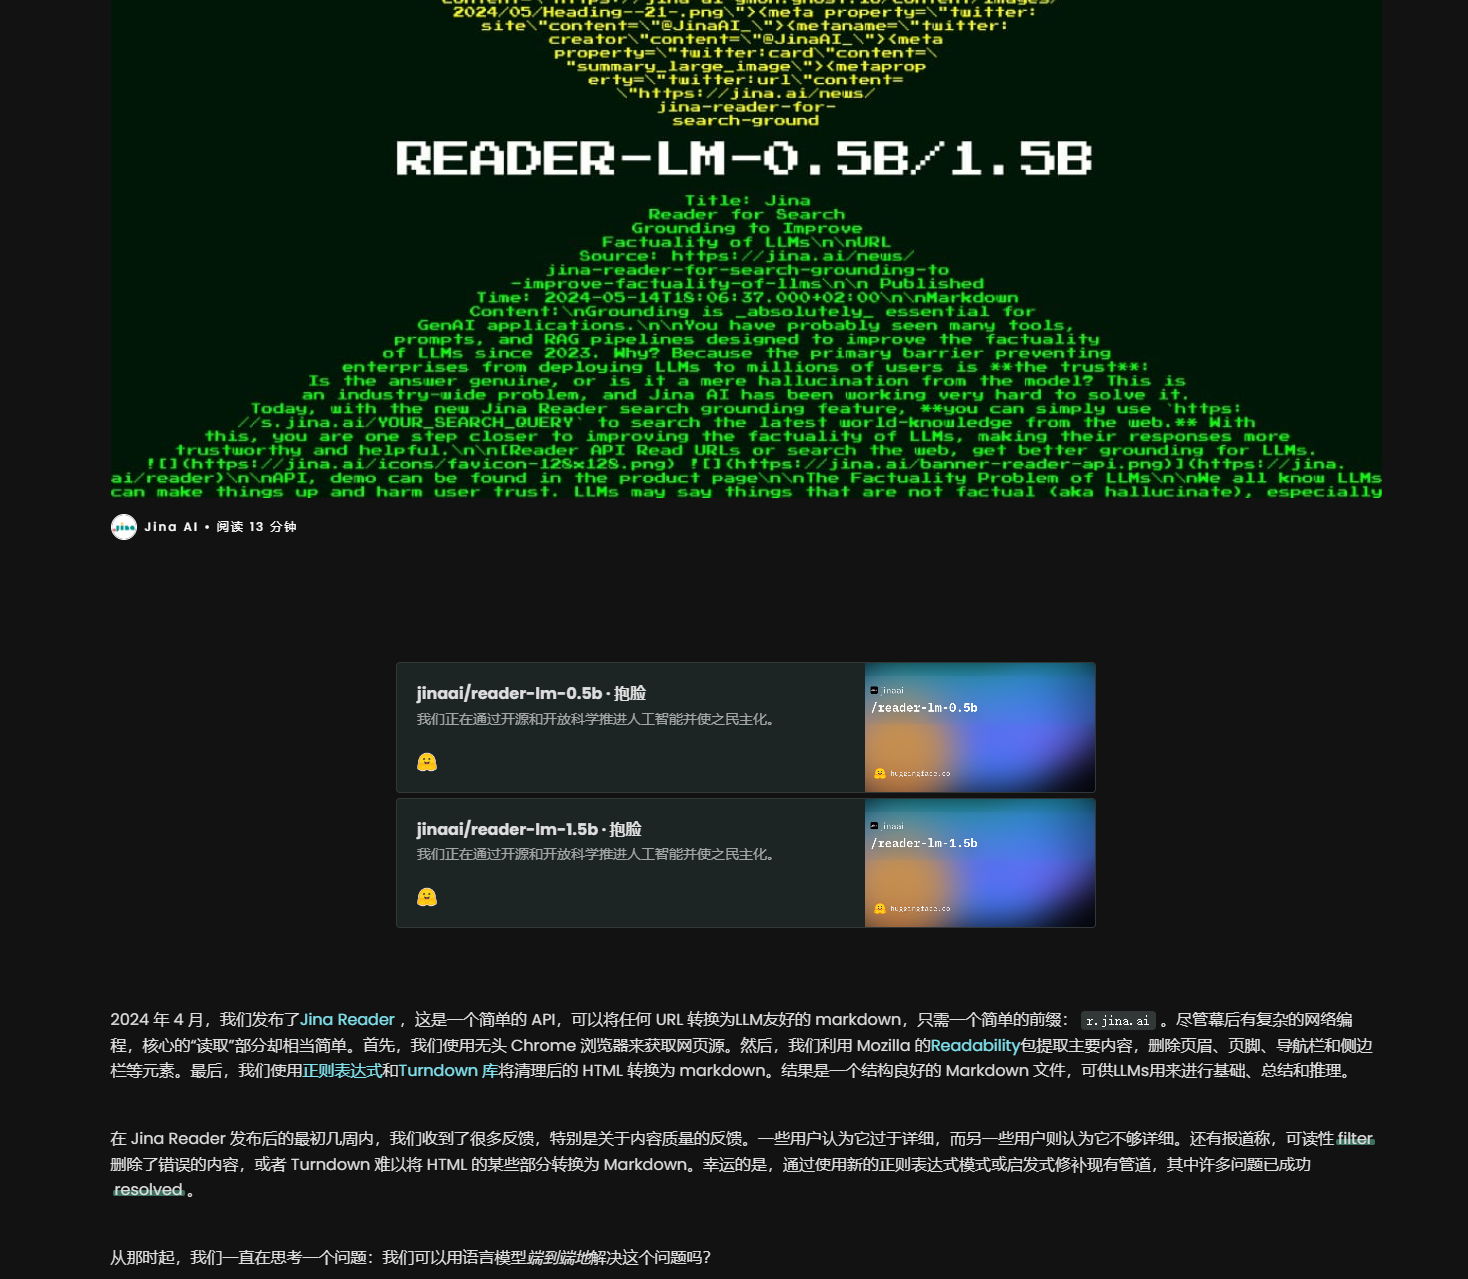 content=\"https://jina-ai-gmbh.ghost.io/content/images/
2024/05/Heading--21-.png\"><meta property=\"twitter:
site\"content=\"@JinaAI_\"><metaname=\"twitter:
creator\"content=\"@JinaAI_\"><meta
property=\"twitter:card\"content=\
"summary_large_image\"><metaprop
erty=\"twitter:url\"content=
\"https://jina.ai/news/
jina-reader-for-
search-ground
READER-LM-0.5B/1.5B
Title: Jina
Reader for Search
Grounding to Improve
Factuality of LLMs\n\nURL
Source: https://jina.ai/news/
jina-reader-for-search-grounding-to
-improve-factuality-of-llms\n\n Published
Time: 2024-05-14T18:06:37.000+02:00\n\nMarkdown
Content:\nGrounding is _absolutely_ essential for
GenAI applications.\n\nYou have probably seen many tools,
prompts, and RAG pipelines designed to improve the factuality
of LLMs since 2023. Why? Because the primary barrier preventing
enterprises from deploying LLMs to millions of users is **the trust**:
Is the answer genuine, or is it a mere hallucination from the model? This is
an industry-wide problem, and Jina AI has been working very hard to solve it.
Today, with the new Jina Reader search grounding feature, **you can simply use `https:
//s.jina.ai/YOUR_SEARCH_QUERY` to search the latest world-knowledge from the web.** With
this, you are one step closer to improving the factuality of LLMs, making their responses more
trustworthy and helpful.\n\n[Reader API Read URLs or search the web, get better grounding for LLMs.
![](https://jina.ai/icons/favicon-128x128.png) ![](https://jina.ai/banner-reader-api.png)](https://jina.
ai/reader)\n\nAPI, demo can be found in the product page\n\nThe Factuality Problem of LLMs\n\nWe all know LLMs
can make things up and harm user trust. LLMs may say things that are not factual (aka hallucinate), especially
Jina AI • 阅读 13 分钟
jinaai/reader-lm-0.5b · 抱脸
我们正在通过开源和开放科学推进人工智能并使之民主化。
jinaai
/reader-lm-0.5b
huggingface.co
jinaai/reader-lm-1.5b · 抱脸
我们正在通过开源和开放科学推进人工智能并使之民主化。
jinaai
/reader-lm-1.5b
huggingface.co
2024 年 4 月，我们发布了Jina Reader ，这是一个简单的 API，可以将任何 URL 转换为LLM友好的 markdown，只需一个简单的前缀： r.jina.ai 。尽管幕后有复杂的网络编
程，核心的“读取”部分却相当简单。首先，我们使用无头 Chrome 浏览器来获取网页源。然后，我们利用 Mozilla 的Readability包提取主要内容，删除页眉、页脚、导航栏和侧边
栏等元素。最后，我们使用正则表达式和Turndown 库将清理后的 HTML 转换为 markdown。结果是一个结构良好的 Markdown 文件，可供LLMs用来进行基础、总结和推理。
在 Jina Reader 发布后的最初几周内，我们收到了很多反馈，特别是关于内容质量的反馈。一些用户认为它过于详细，而另一些用户则认为它不够详细。还有报道称，可读性 filter
删除了错误的内容，或者 Turndown 难以将 HTML 的某些部分转换为 Markdown。幸运的是，通过使用新的正则表达式模式或启发式修补现有管道，其中许多问题已成功
resolved 。
从那时起，我们一直在思考一个问题：我们可以用语言模型端到端地解决这个问题吗？